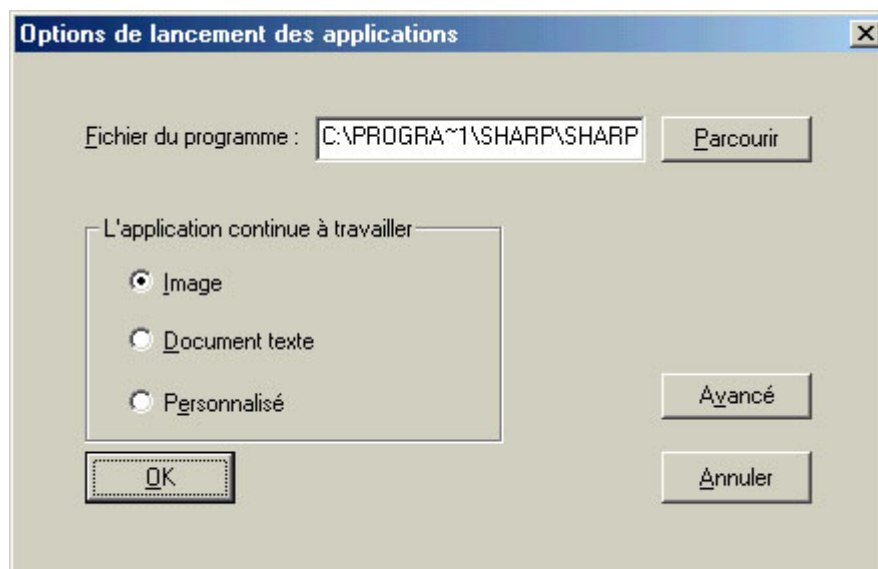 Options de lancement des applications
Fichier du programme : C:\PROGRA~1\SHARP\SHARP Parcourir
L'application continue à travailler
Image
Document texte
Personnalisé
Avancé
OK Annuler